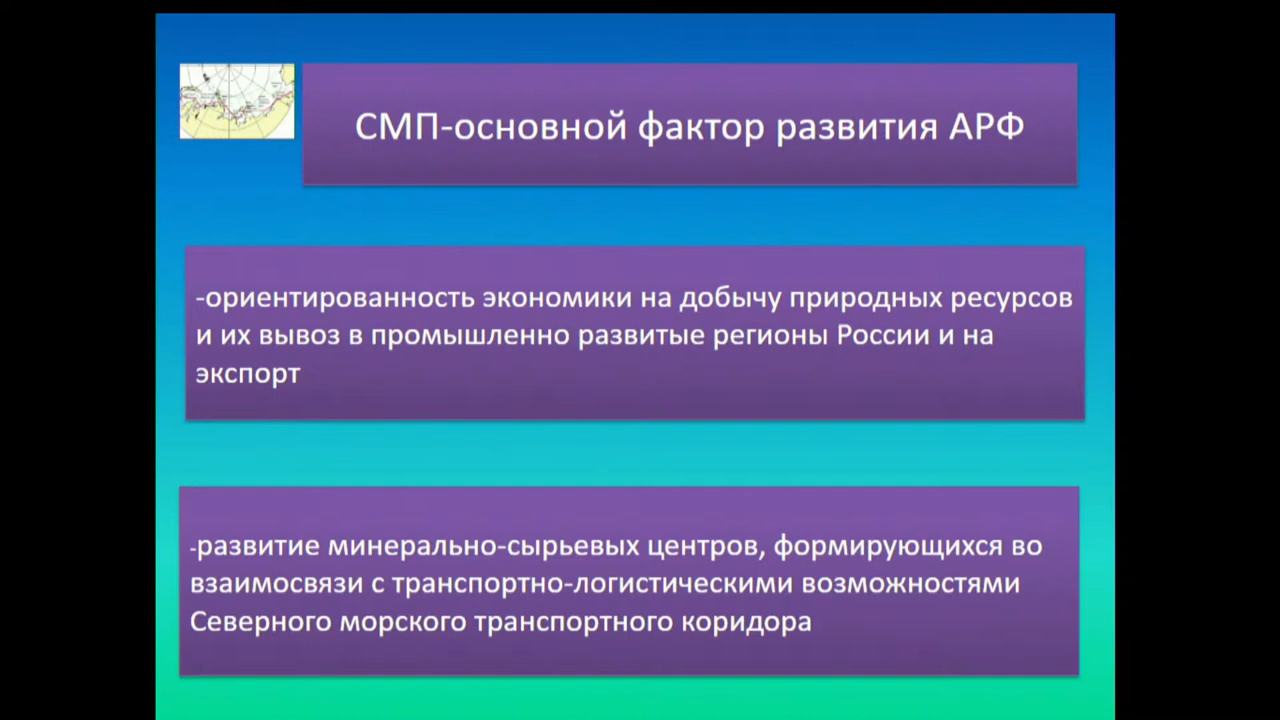 СМП-основной фактор развития АРФ
-ориентированность экономики на добычу природных ресурсов
и их вывоз в промышленно развитые регионы России и на
экспорт
-развитие минерально-сырьевых центров, формирующихся во
взаимосвязи с транспортно-логистическими возможностями
Северного морского транспортного коридора